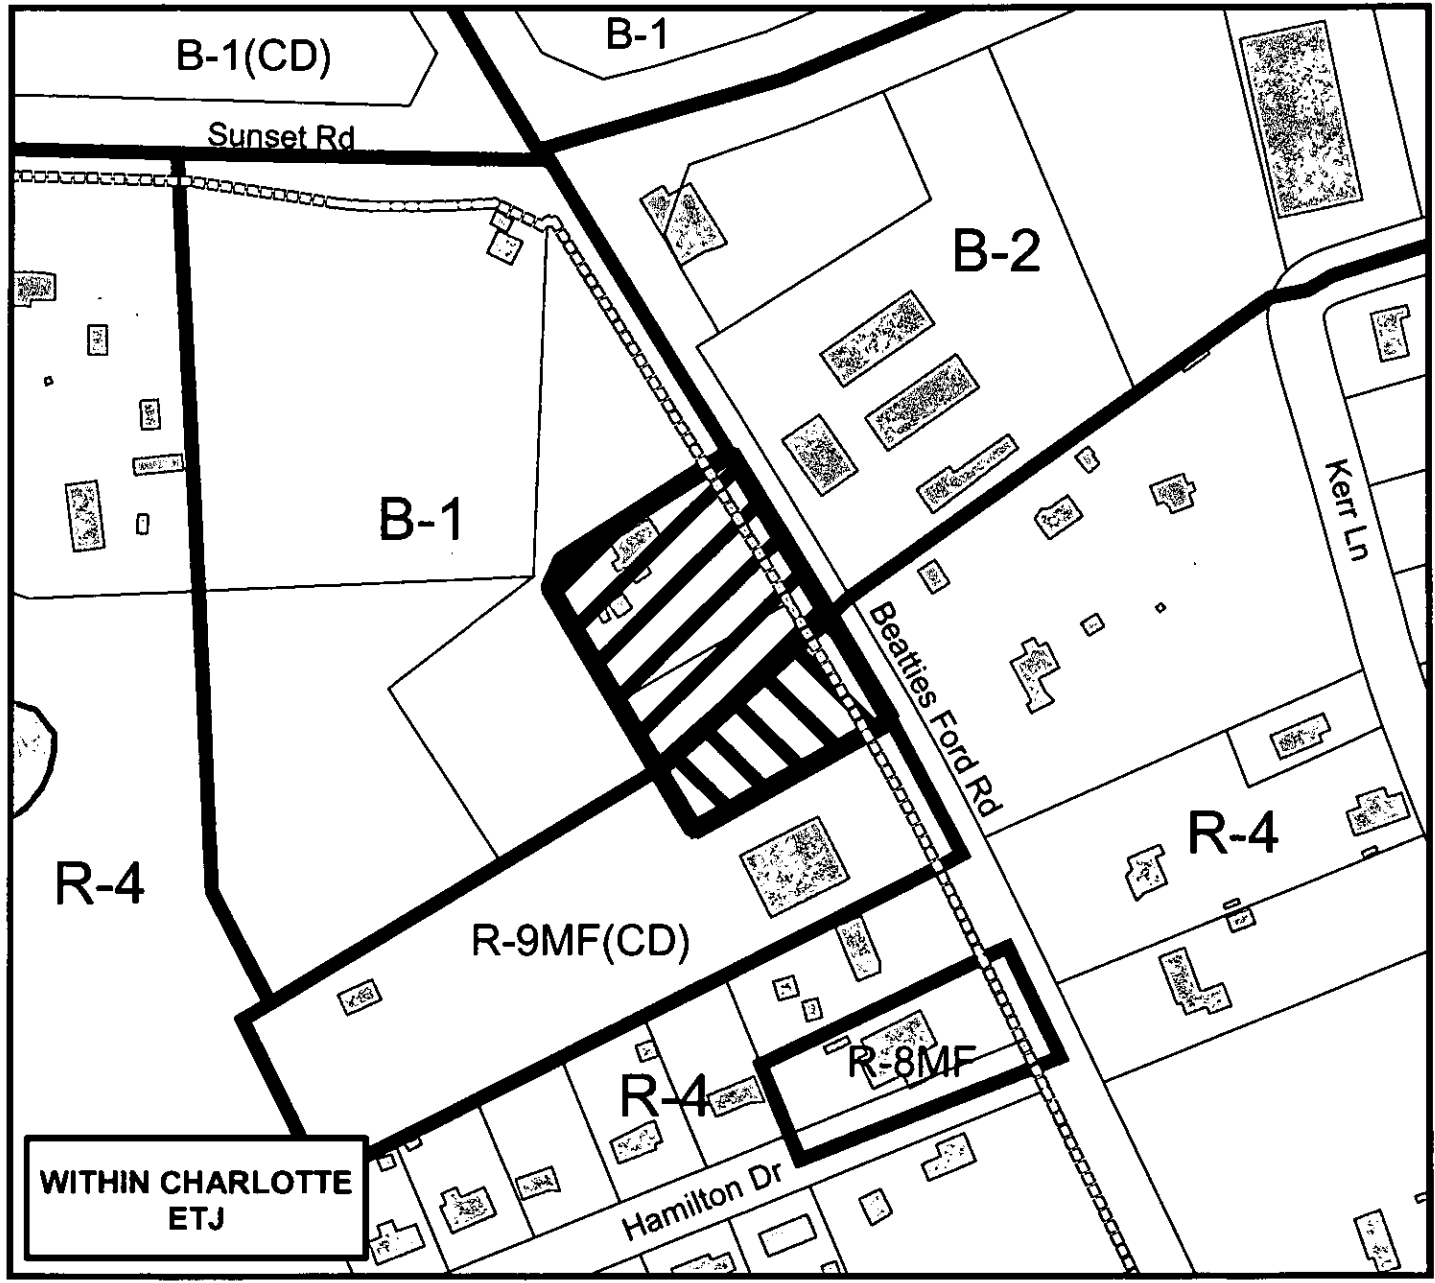 B-1(CD)
B-1
Sunset Rd
B-2
B-1
Kerr Ln
Beatties Ford Rd
R-4
R-4
R-9MF(CD)
R-8MF
R-4
WITHIN CHARLOTTE
ETJ
Hamilton Dr